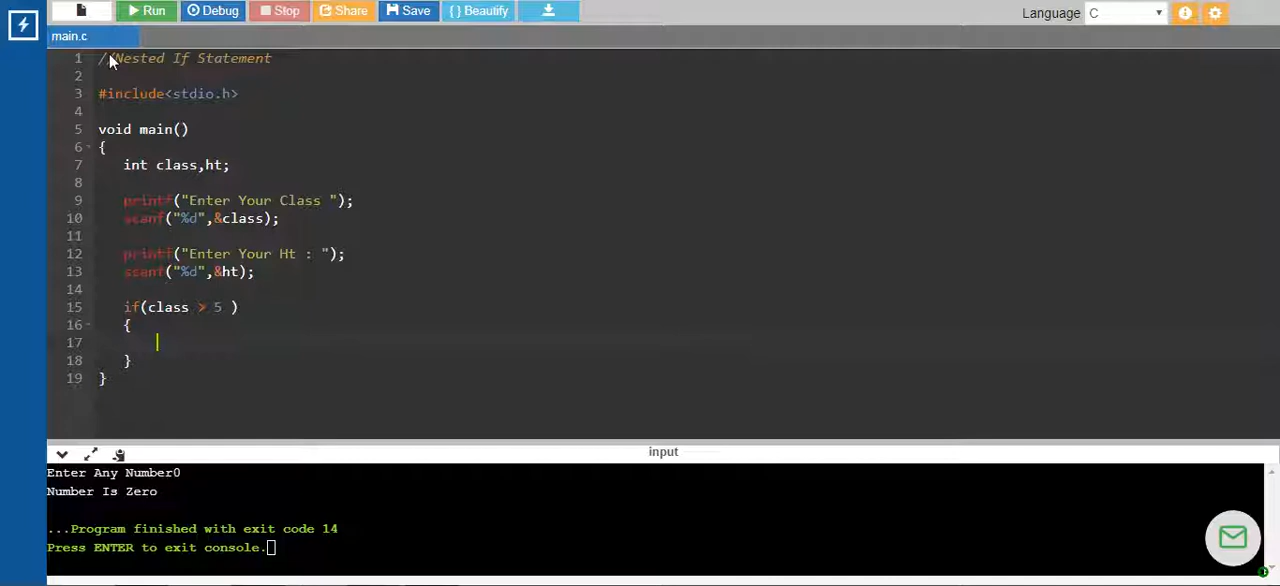 Run Debug Stop Share Save { } Beautify Language C
main.c
1 //Nested If Statement
2
3 #include<stdio.h>
4
5 void main()
6 {
7 int class,ht;
8
9 printf("Enter Your Class ");
10 scanf("%d",&class);
11
12 printf("Enter Your Ht : ");
13 scanf("%d",&ht);
14
15 if(class > 5 )
16 {
17
18 }
19 }
input
Enter Any Number0
Number Is Zero
...Program finished with exit code 14
Press ENTER to exit console.